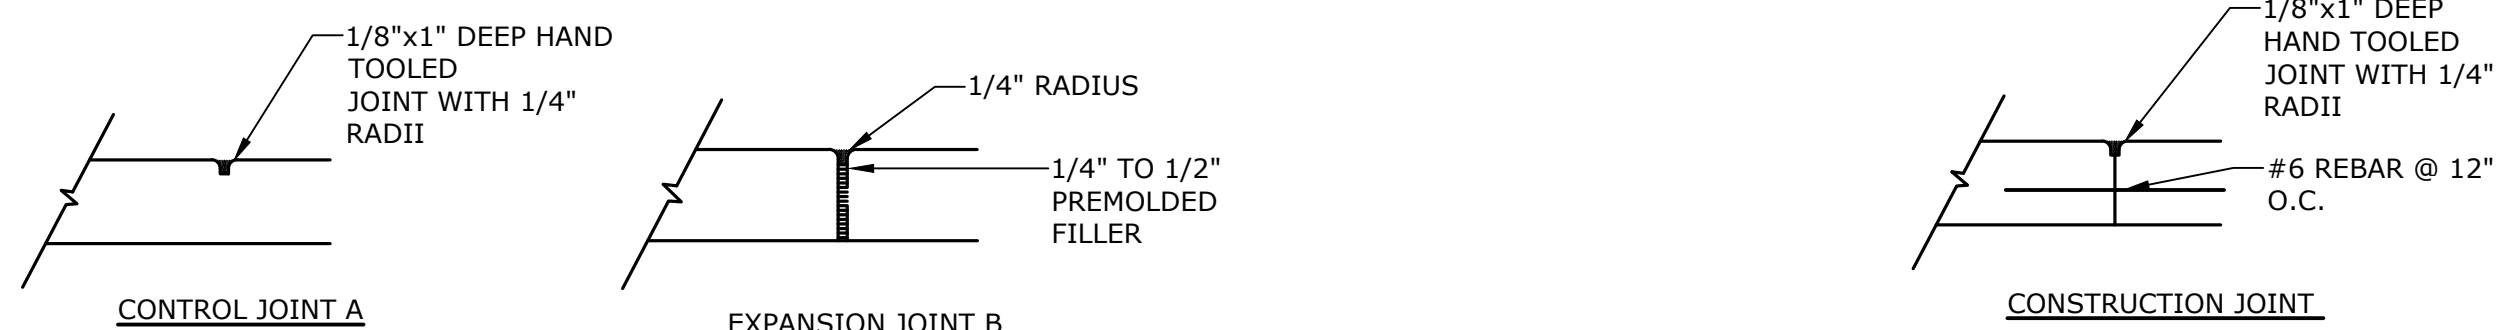 1/8"x1" DEEP HAND
TOOLED
JOINT WITH 1/4"
RADII
CONTROL JOINT A
1/4" RADIUS
1/4" TO 1/2"
PREMOLDED
FILLER
EXPANSION JOINT B
1/8"x1" DEEP
HAND TOOLED
JOINT WITH 1/4"
RADII
#6 REBAR @ 12"
O.C.
CONSTRUCTION JOINT